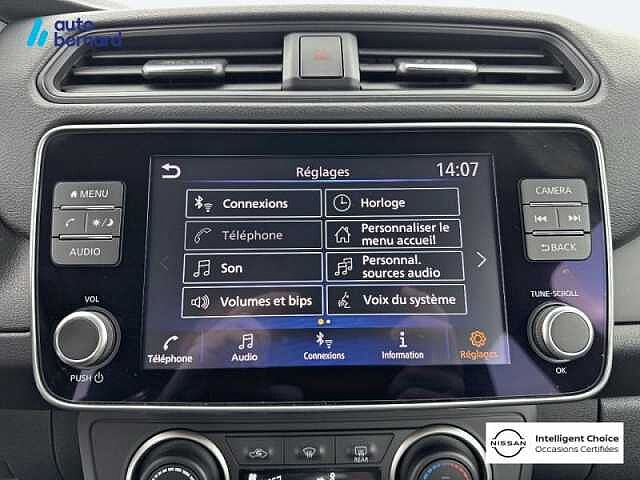 auto
bernard
Réglages
14:07
MENU
AUDIO
VOL
PUSH
Connexions
Téléphone
Son
Volumes et bips
Horloge
Personnaliser le
menu accueil
Personnal.
sources audio
Voix du système
Téléphone
Audio
Connexions
Information
Réglages
CAMERA
BACK
TUNE-SCROLL
OK
REAR
NISSAN
Intelligent Choice
Occasions Certifiées